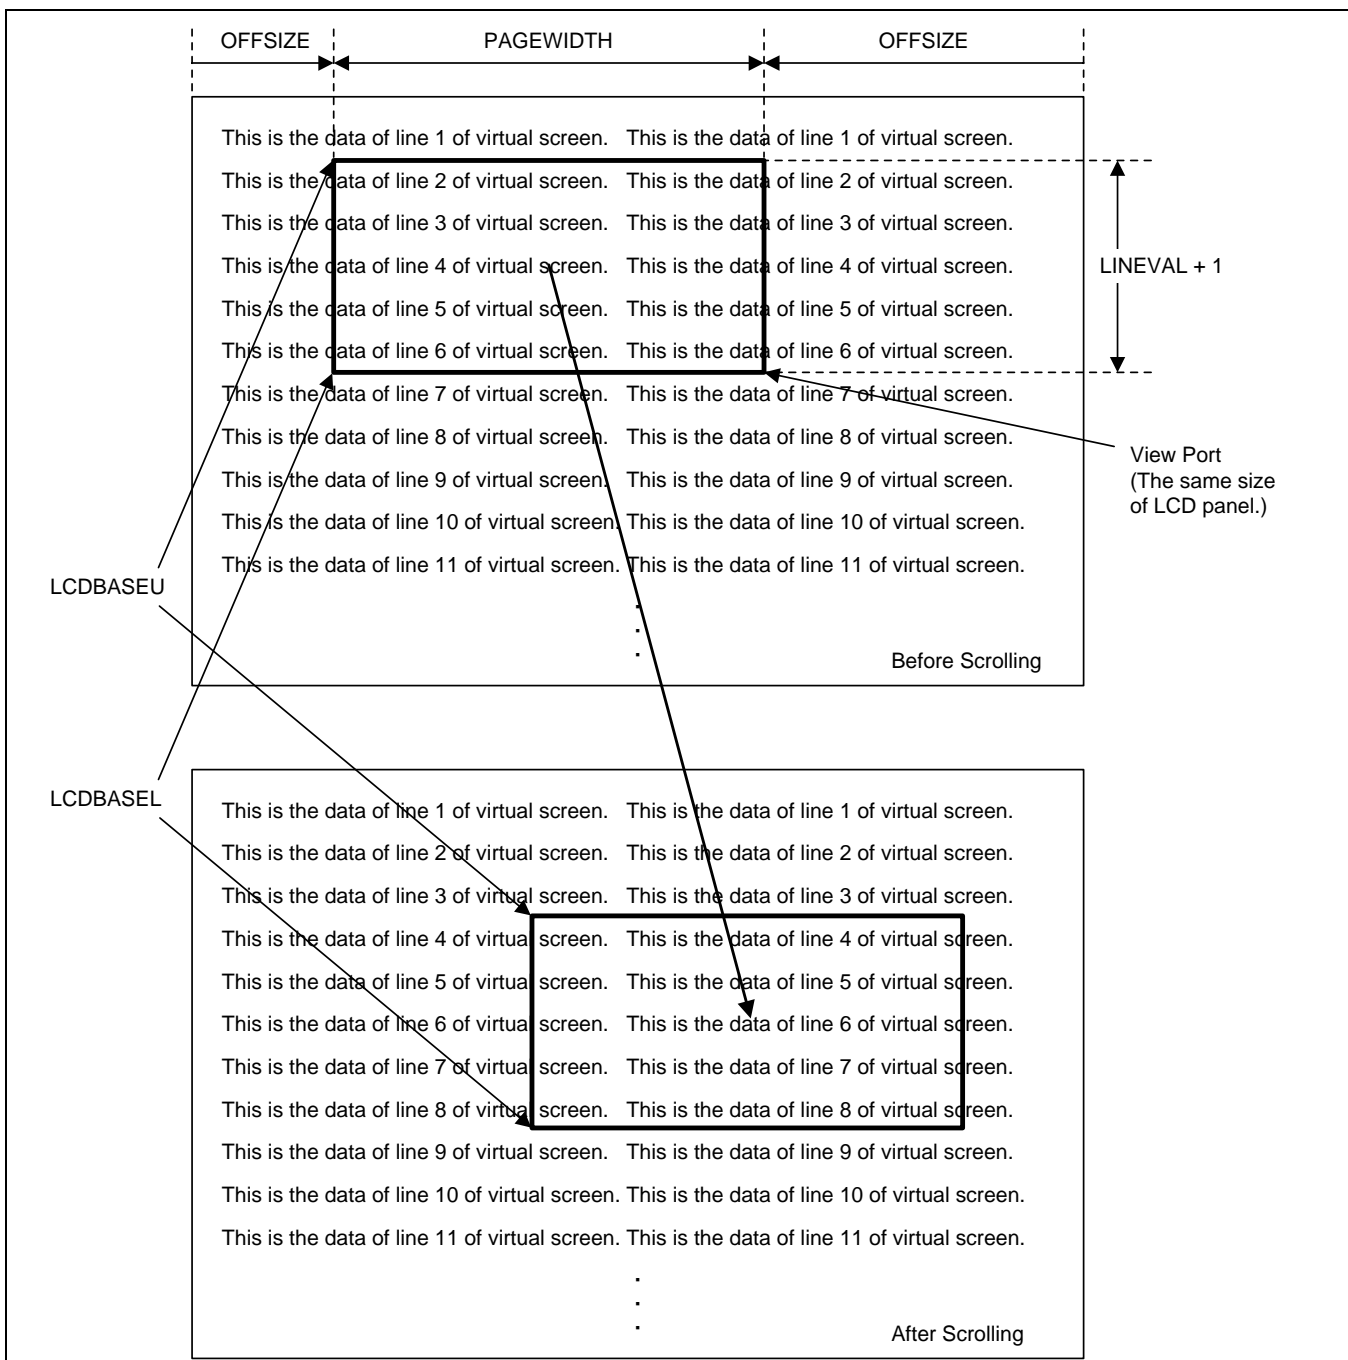 OFFSIZE PAGEWIDTH OFFSIZE
This is the data of line 1 of virtual screen. This is the data of line 1 of virtual screen.
This is the data of line 2 of virtual screen. This is the data of line 2 of virtual screen.
This is the data of line 3 of virtual screen. This is the data of line 3 of virtual screen.
This is the data of line 4 of virtual screen. This is the data of line 4 of virtual screen.
LINEVAL + 1
This is the data of line 5 of virtual screen. This is the data of line 5 of virtual screen.
This is the data of line 6 of virtual screen. This is the data of line 6 of virtual screen.
This is the data of line 7 of virtual screen. This is the data of line 7 of virtual screen.
This is the data of line 8 of virtual screen. This is the data of line 8 of virtual screen.
View Port
(The same size
of LCD panel.)
This is the data of line 9 of virtual screen. This is the data of line 9 of virtual screen.
This is the data of line 10 of virtual screen. This is the data of line 10 of virtual screen.
This is the data of line 11 of virtual screen. This is the data of line 11 of virtual screen.
LCDBASEU
.
.
.
Before Scrolling
LCDBASEL
This is the data of line 1 of virtual screen. This is the data of line 1 of virtual screen.
This is the data of line 2 of virtual screen. This is the data of line 2 of virtual screen.
This is the data of line 3 of virtual screen. This is the data of line 3 of virtual screen.
This is the data of line 4 of virtual screen. This is the data of line 4 of virtual screen.
This is the data of line 5 of virtual screen. This is the data of line 5 of virtual screen.
This is the data of line 6 of virtual screen. This is the data of line 6 of virtual screen.
This is the data of line 7 of virtual screen. This is the data of line 7 of virtual screen.
This is the data of line 8 of virtual screen. This is the data of line 8 of virtual screen.
This is the data of line 9 of virtual screen. This is the data of line 9 of virtual screen.
This is the data of line 10 of virtual screen. This is the data of line 10 of virtual screen.
This is the data of line 11 of virtual screen. This is the data of line 11 of virtual screen.
.
.
.
After Scrolling